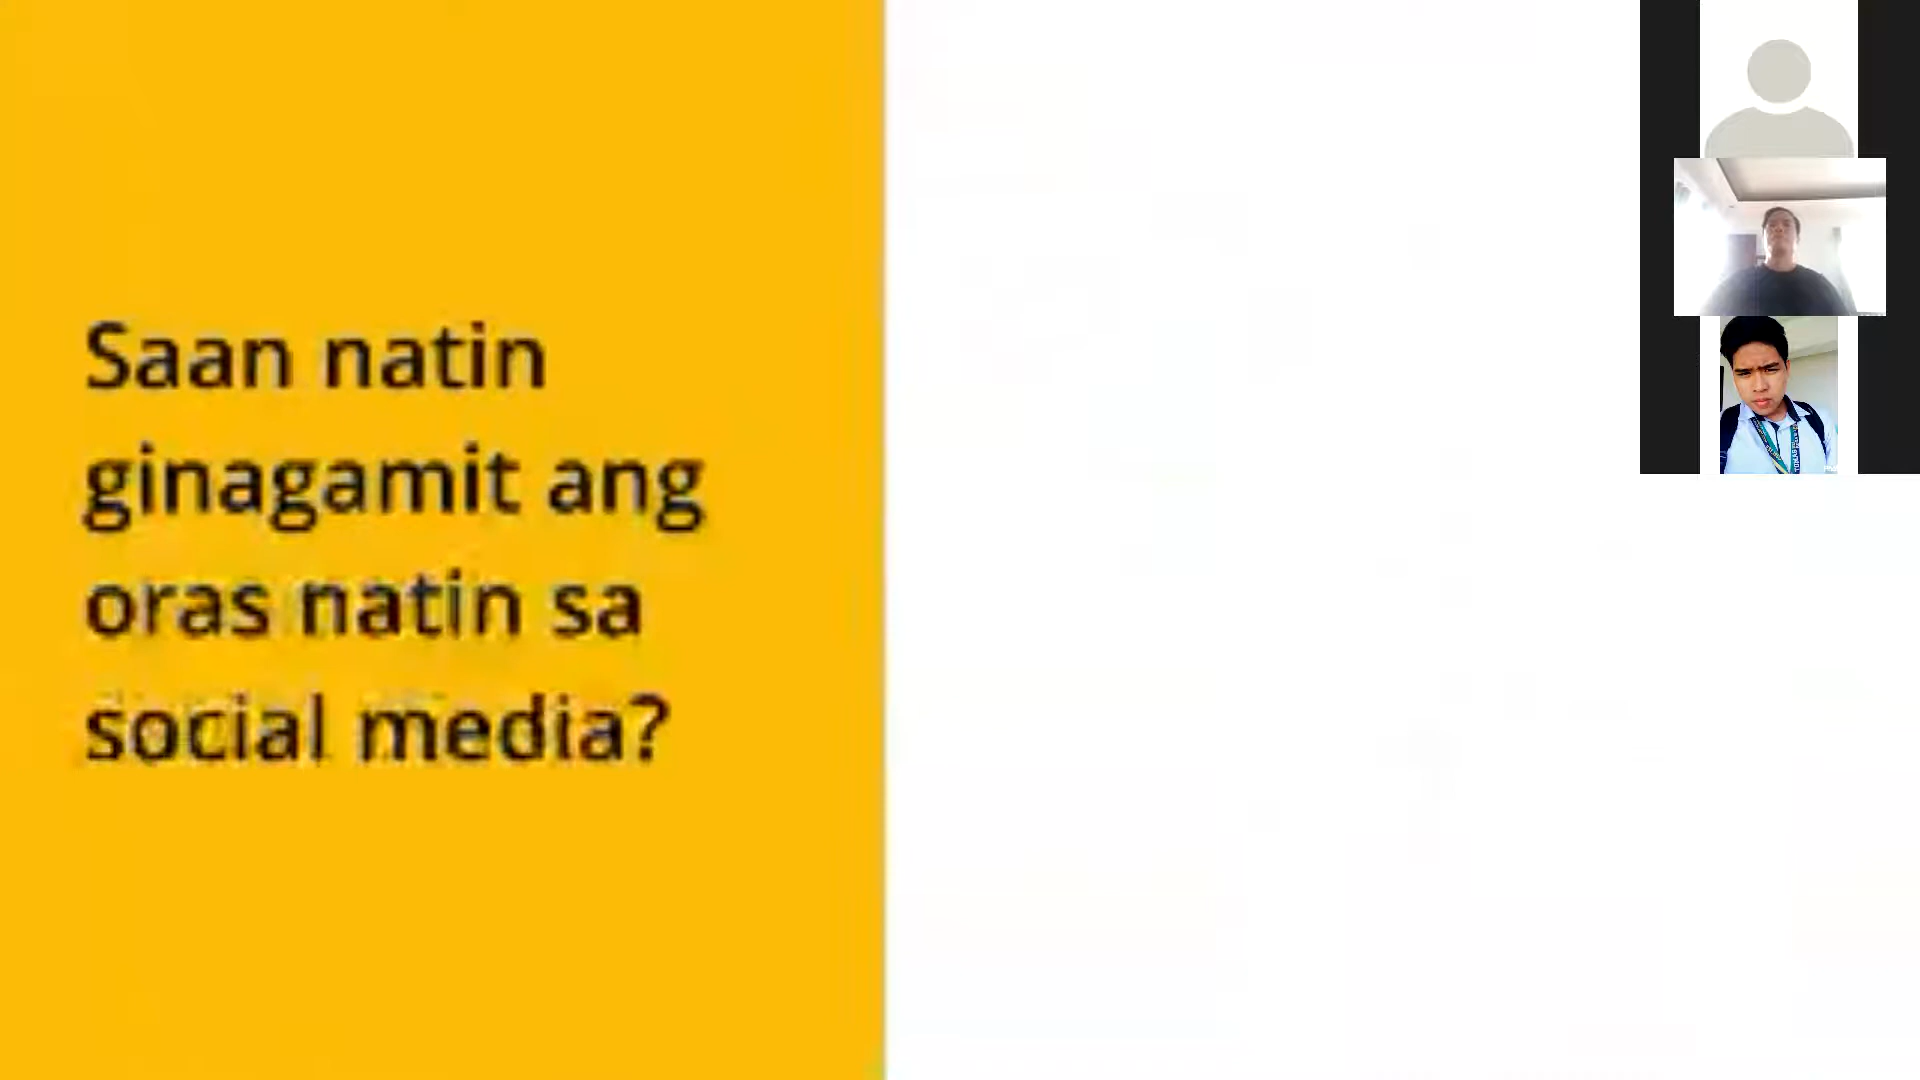 Saan natin
ginagamit ang
oras natin sa
social media?